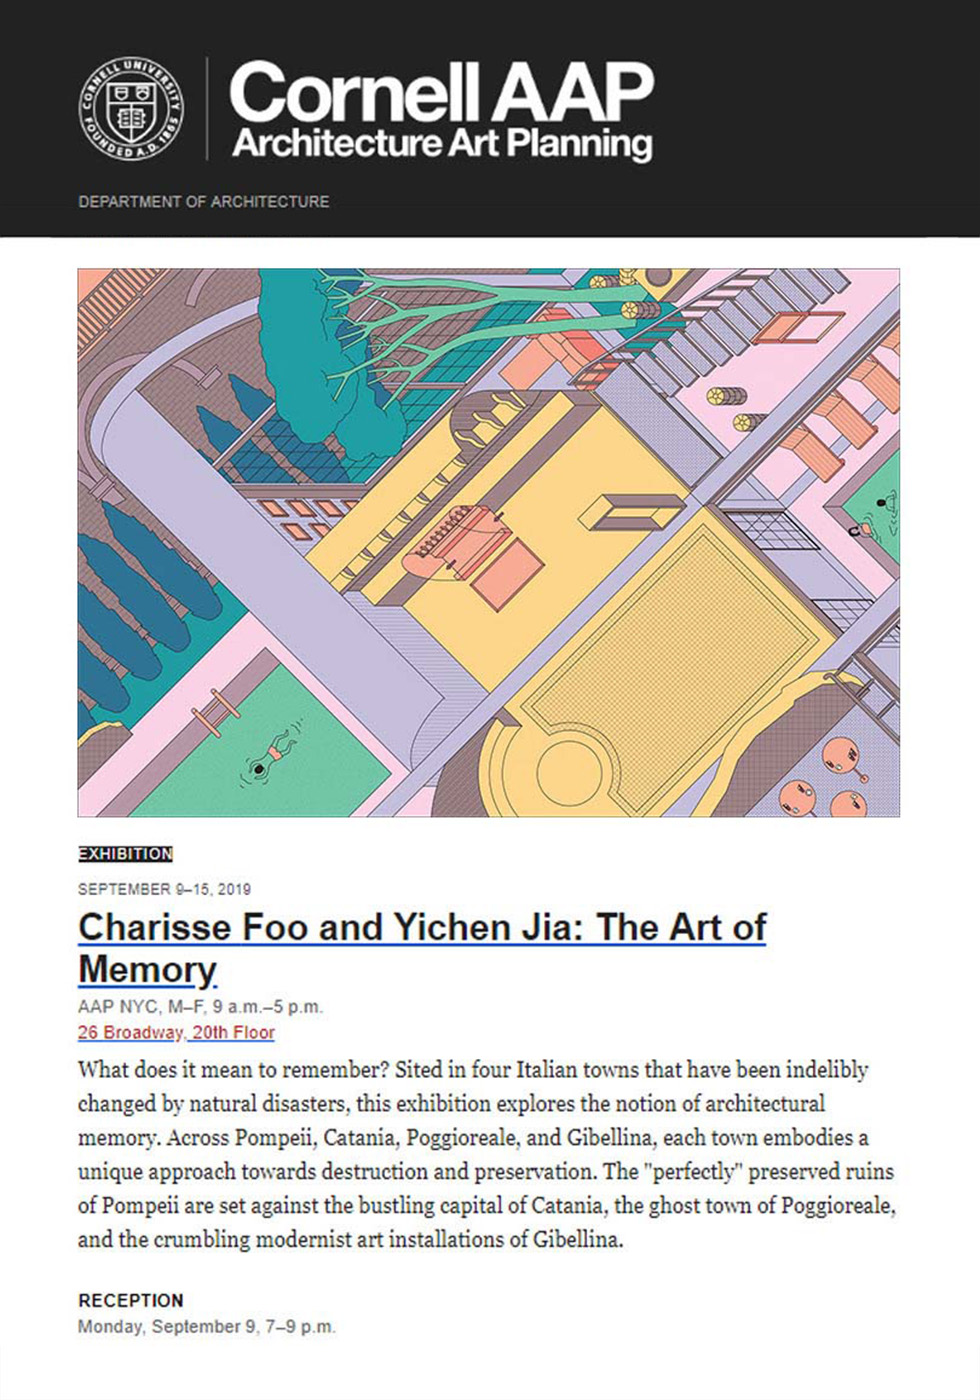 CORNELL UNIVERSITY
FOUNDED A.D. 1865
Cornell AAP
Architecture Art Planning
DEPARTMENT OF ARCHITECTURE
EXHIBITION
SEPTEMBER 9–15, 2019
Charisse Foo and Yichen Jia: The Art of
Memory
AAP NYC, M–F, 9 a.m.–5 p.m.
26 Broadway, 20th Floor
What does it mean to remember? Sited in four Italian towns that have been indelibly
changed by natural disasters, this exhibition explores the notion of architectural
memory. Across Pompeii, Catania, Poggioreale, and Gibellina, each town embodies a
unique approach towards destruction and preservation. The "perfectly" preserved ruins
of Pompeii are set against the bustling capital of Catania, the ghost town of Poggioreale,
and the crumbling modernist art installations of Gibellina.
RECEPTION
Monday, September 9, 7–9 p.m.